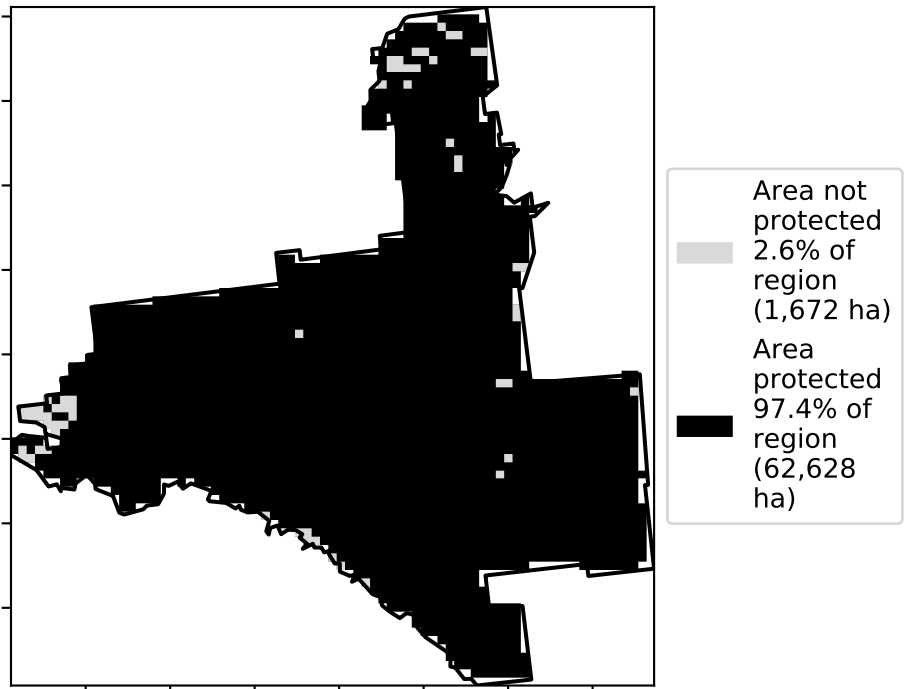 Area not
protected
2.6% of
region
(1,672 ha)
Area
protected
97.4% of
region
(62,628
ha)